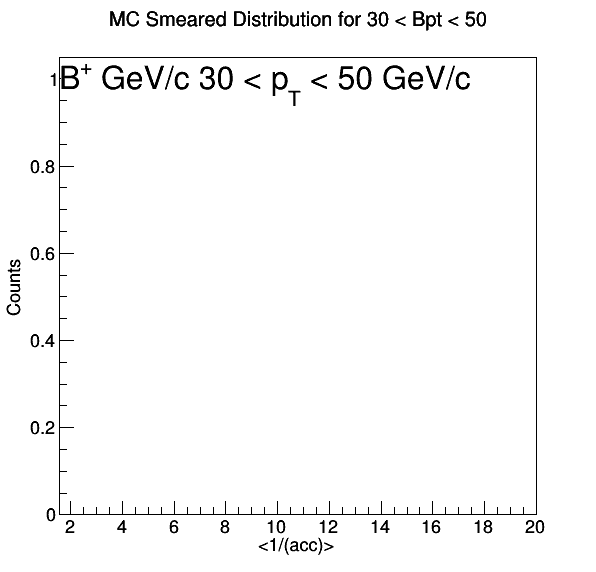 MC Smeared Distribution for 30 < Bpt < 50
B⁺ GeV/c 30 < p_T < 50 GeV/c
1
0.8
0.6
0.4
0.2
0
Counts
2 4 6 8 10 12 14 16 18 20
<1/(acc)>